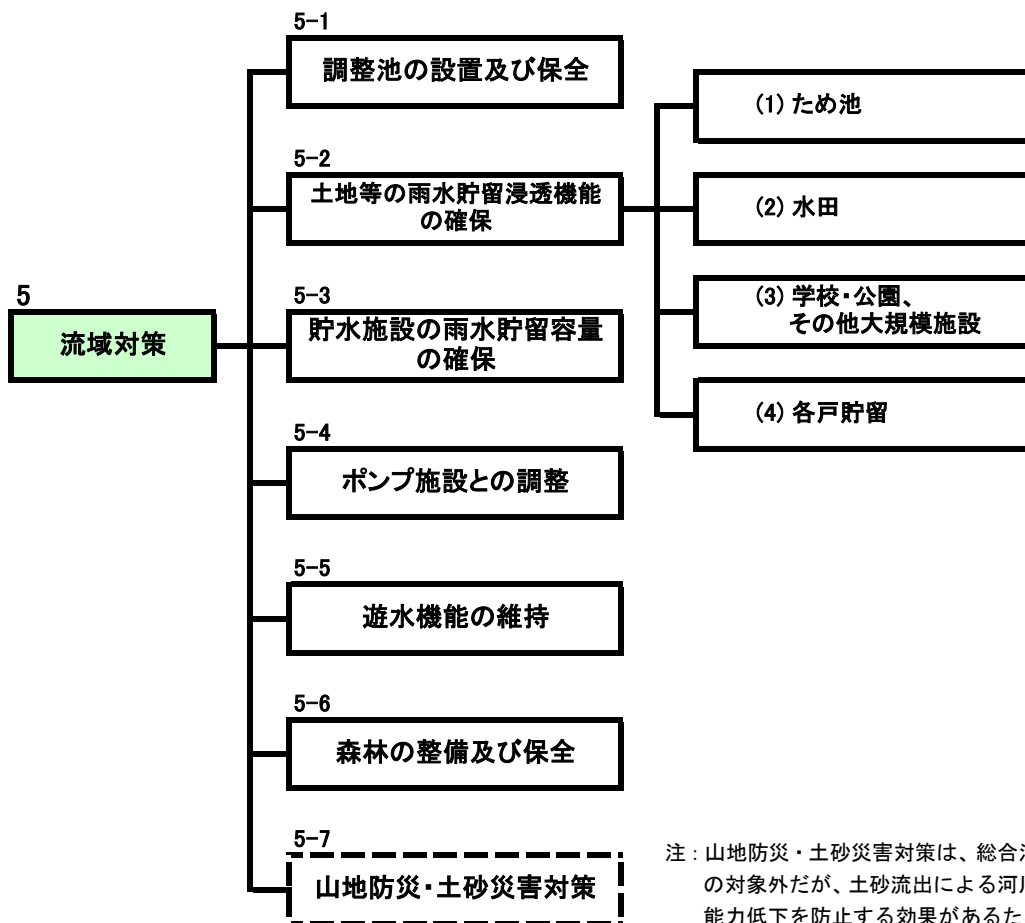 5-1
調整池の設置及び保全
5-2
土地等の雨水貯留浸透機能
の確保
(1) ため池
(2) 水田
(3) 学校・公園、
その他大規模施設
(4) 各戸貯留
5
流域対策
5-3
貯水施設の雨水貯留容量
の確保
5-4
ポンプ施設との調整
5-5
遊水機能の維持
5-6
森林の整備及び保全
5-7
山地防災・土砂災害対策
注：山地防災・土砂災害対策は、総合
の対象外だが、土砂流出による河
能力低下を防止する効果があるた